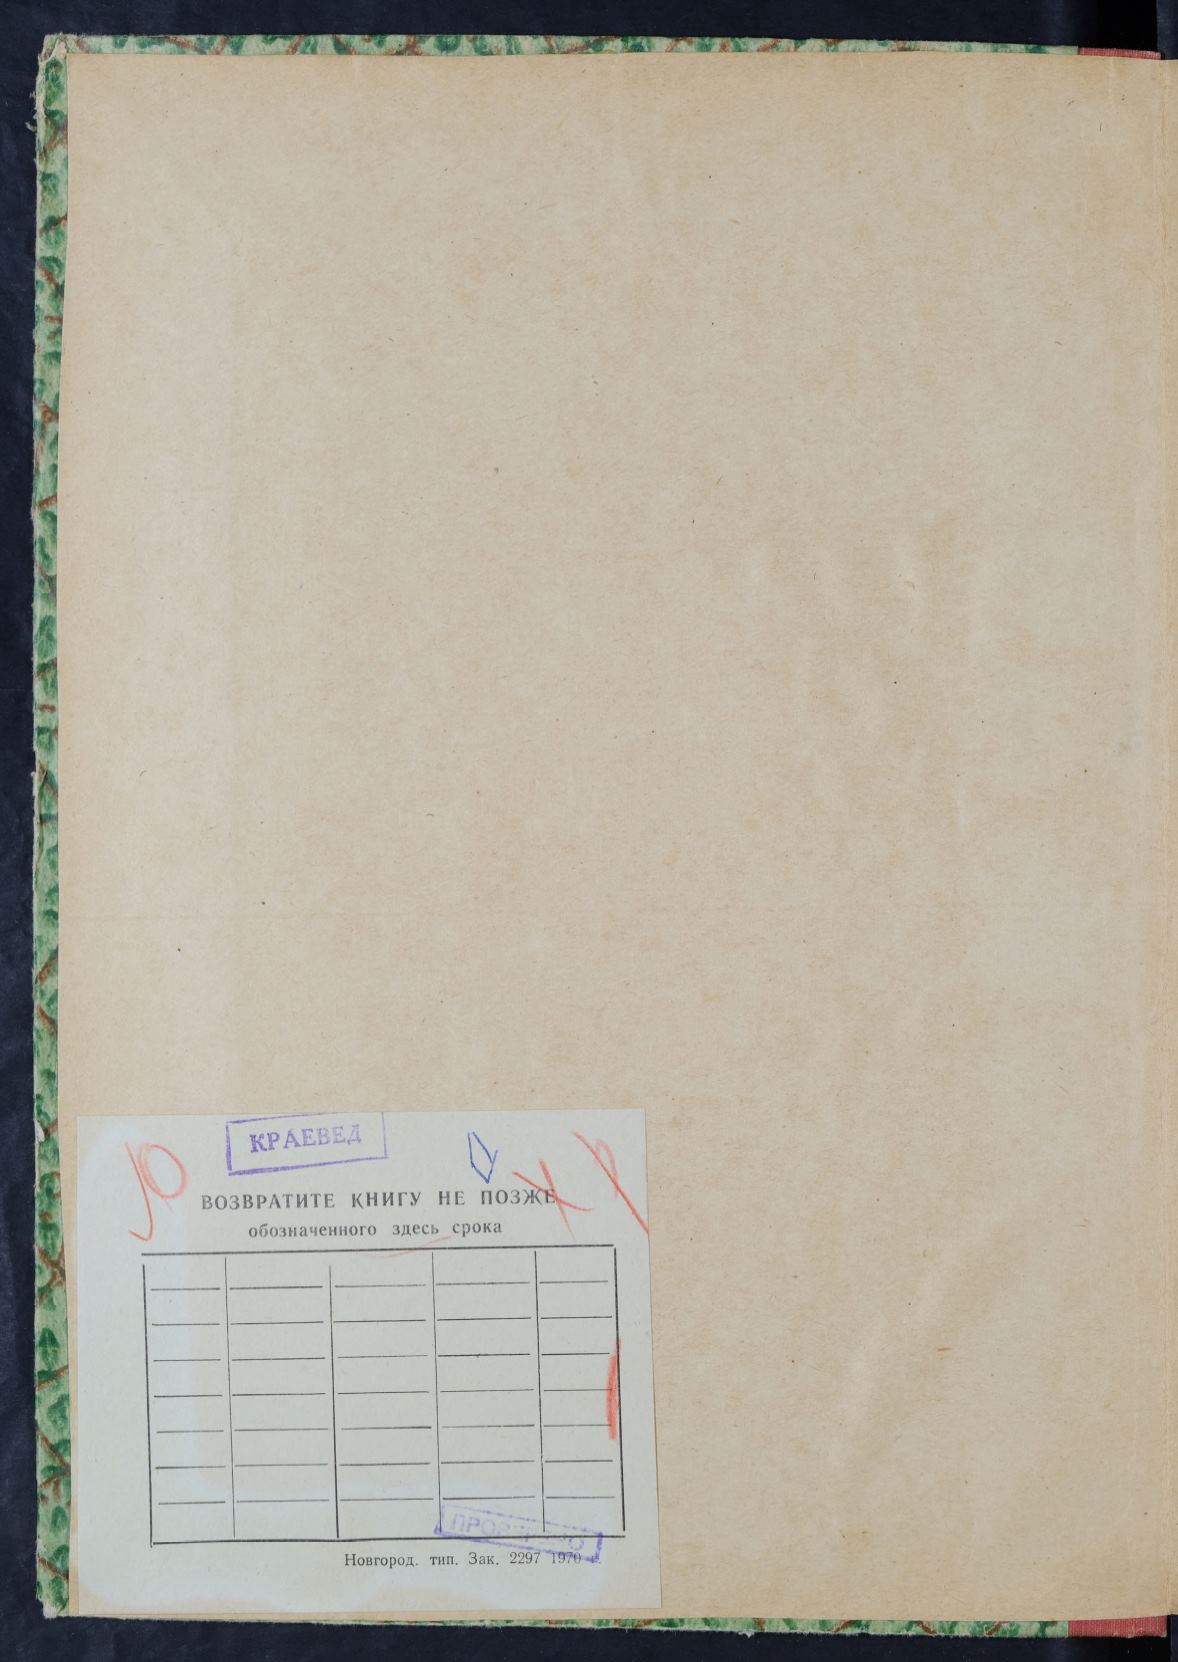 КРАЕВЕД
ВОЗВРАТИТЕ КНИГУ НЕ ПОЗЖЕ
обозначенного здесь срока
Новгород. тип. Зак. 2297 1970 г.